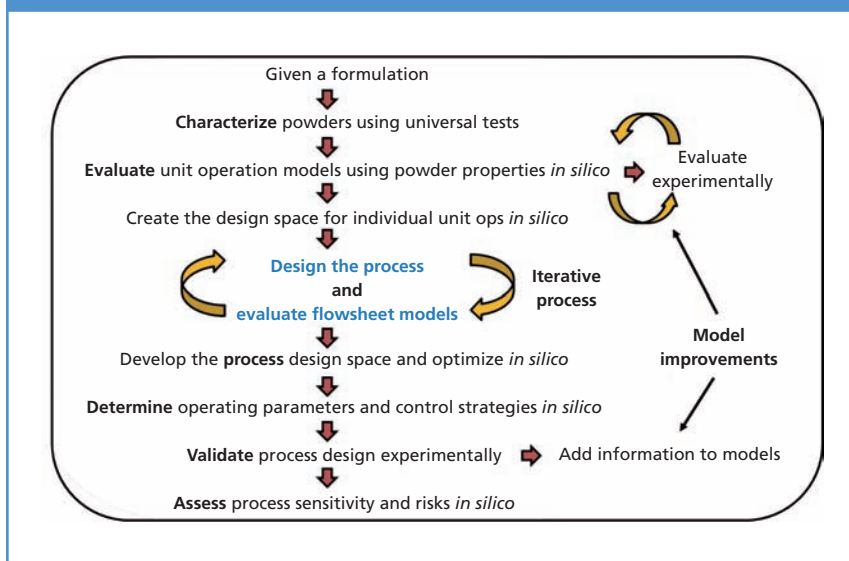 Given a formulation
Characterize powders using universal tests
Evaluate unit operation models using powder properties in silico
Evaluate
experimentally
Create the design space for individual unit ops in silico
Design the process
and
evaluate flowsheet models
Iterative
process
Model
improvements
Develop the process design space and optimize in silico
Determine operating parameters and control strategies in silico
Validate process design experimentally
Add information to models
Assess process sensitivity and risks in silico